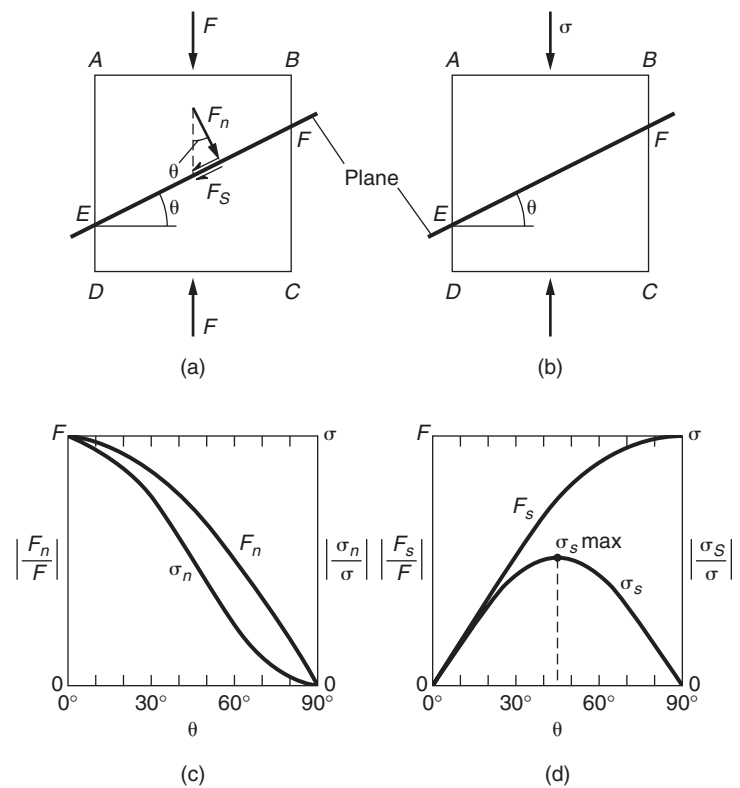 F σ
A B A B
F_n
θ F F
F_S Plane
E θ E θ
D C D C
F
(a) (b)
F σ F σ
F_s
|F_n/F| σ_n F_n |σ_n/σ| |F_s/F| σ_s max |σ_S/σ|
σ_s
0 0 0 0
0° 30° 60° 90° 0° 30° 60° 90°
θ θ
(c) (d)